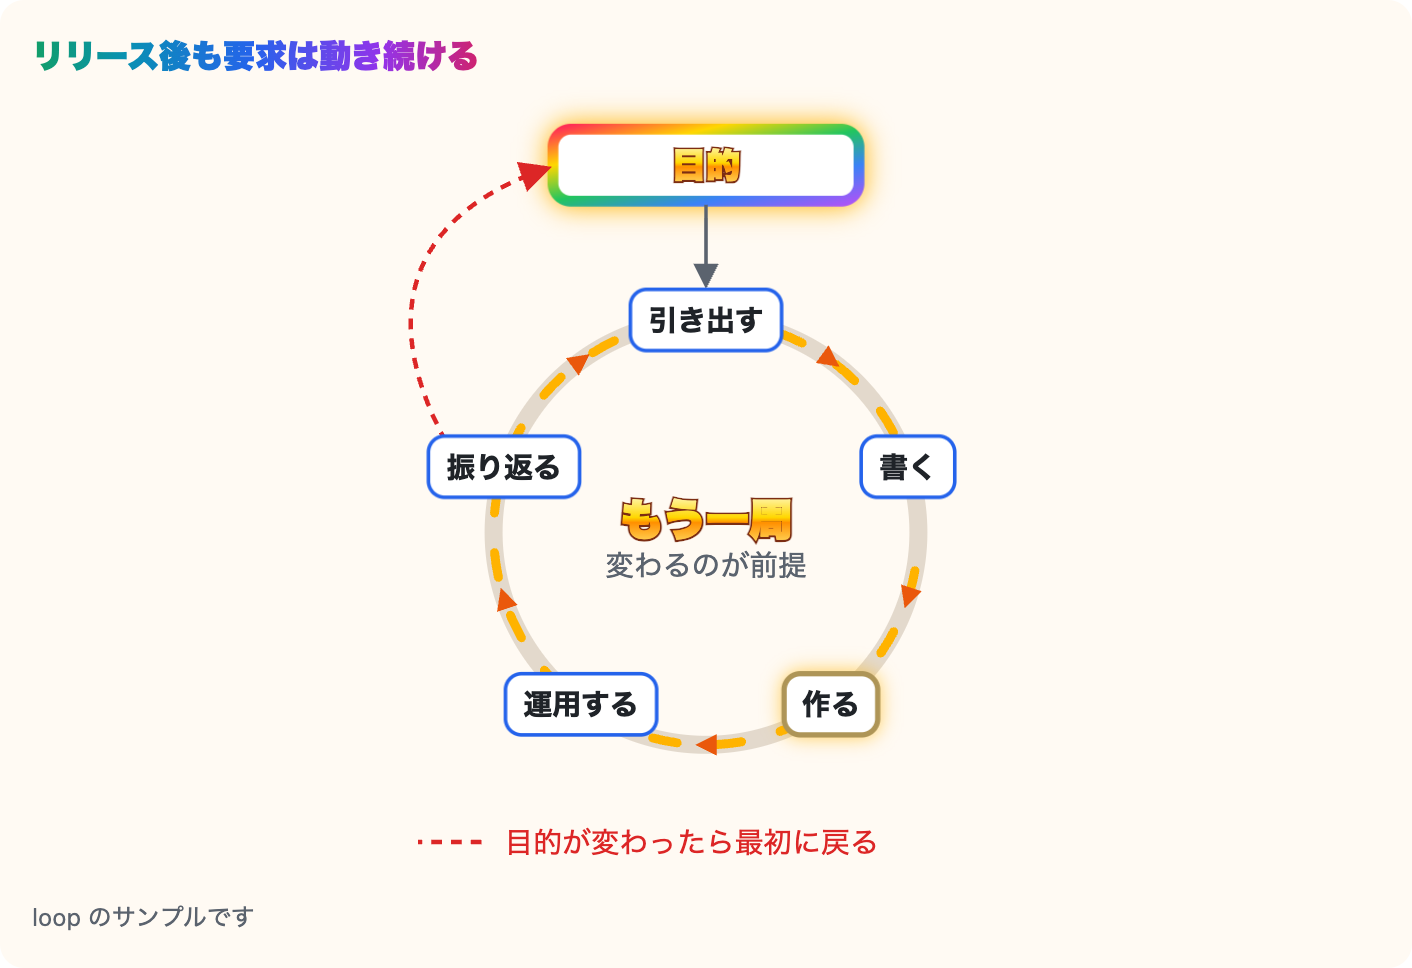 リリース後も要求は動き続ける
目的
引き出す
書く
振り返る
もう一周
変わるのが前提
運用する
作る
目的が変わったら最初に戻る
loop のサンプルです